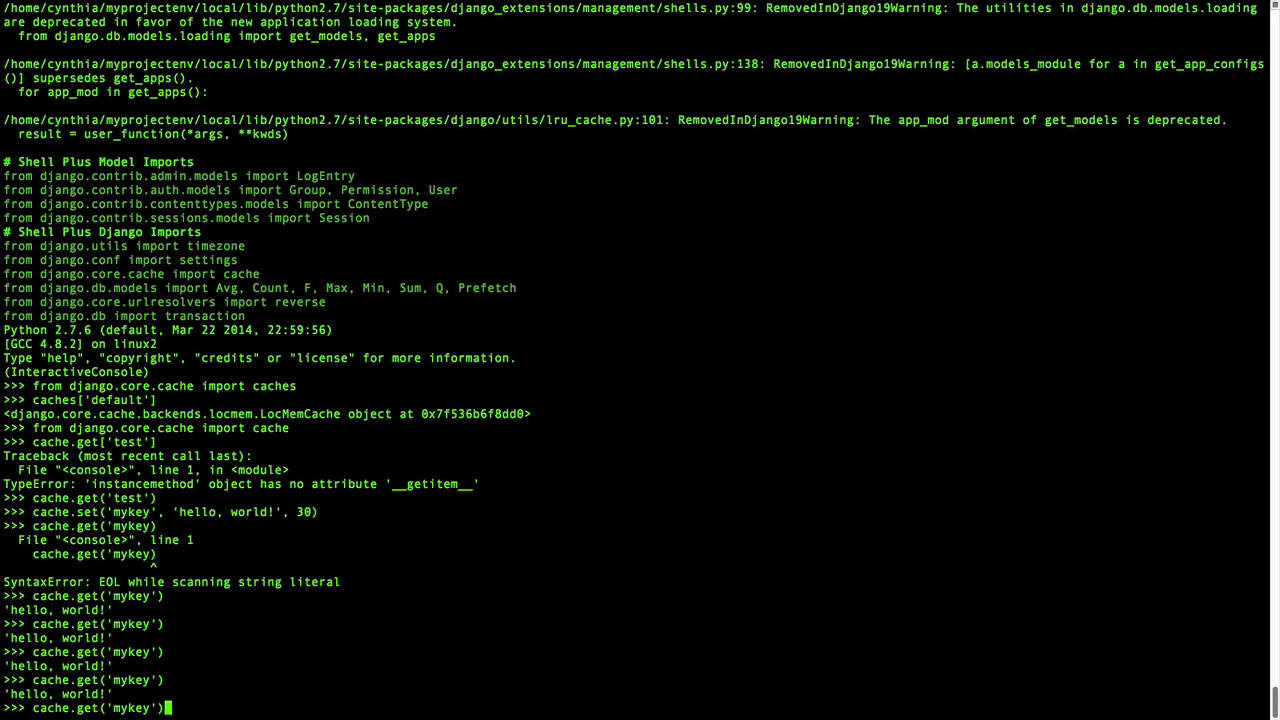 /home/cynthia/myprojectenv/local/lib/python2.7/site-packages/django_extensions/management/shells.py:99: RemovedInDjango19Warning: The utilities in django.db.models.loading
are deprecated in favor of the new application loading system.
  from django.db.models.loading import get_models, get_apps
/home/cynthia/myprojectenv/local/lib/python2.7/site-packages/django_extensions/management/shells.py:138: RemovedInDjango19Warning: [a.models_module for a in get_app_configs
()] supersedes get_apps().
  for app_mod in get_apps():
/home/cynthia/myprojectenv/local/lib/python2.7/site-packages/django/utils/lru_cache.py:101: RemovedInDjango19Warning: The app_mod argument of get_models is deprecated.
  result = user_function(*args, **kwds)
# Shell Plus Model Imports
from django.contrib.admin.models import LogEntry
from django.contrib.auth.models import Group, Permission, User
from django.contrib.contenttypes.models import ContentType
from django.contrib.sessions.models import Session
# Shell Plus Django Imports
from django.utils import timezone
from django.conf import settings
from django.core.cache import cache
from django.db.models import Avg, Count, F, Max, Min, Sum, Q, Prefetch
from django.core.urlresolvers import reverse
from django.db import transaction
Python 2.7.6 (default, Mar 22 2014, 22:59:56)
[GCC 4.8.2] on linux2
Type "help", "copyright", "credits" or "license" for more information.
(InteractiveConsole)
>>> from django.core.cache import caches
>>> caches['default']
<django.core.cache.backends.locmem.LocMemCache object at 0x7f536b6f8dd0>
>>> from django.core.cache import cache
>>> cache.get['test']
Traceback (most recent call last):
  File "<console>", line 1, in <module>
TypeError: 'instancemethod' object has no attribute '__getitem__'
>>> cache.get('test')
>>> cache.set('mykey', 'hello, world!', 30)
>>> cache.get('mykey)
  File "<console>", line 1
    cache.get('mykey)
                    ^
SyntaxError: EOL while scanning string literal
>>> cache.get('mykey')
'hello, world!'
>>> cache.get('mykey')
'hello, world!'
>>> cache.get('mykey')
'hello, world!'
>>> cache.get('mykey')
'hello, world!'
>>> cache.get('mykey')